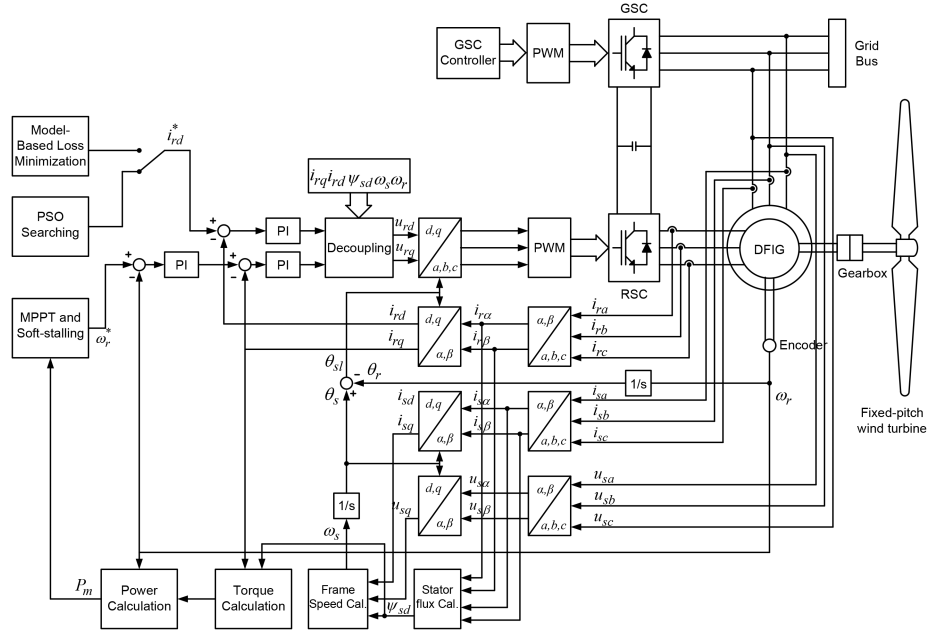 GSC
Controller
PWM
GSC
Grid
Bus
Model-
Based Loss
Minimization
i*rd
PSO
Searching
irq ird ψsd ωs ωr
+
−
PI
Decoupling
urd
urq
d,q
a,b,c
PWM
RSC
DFIG
Gearbox
+
−
PI
+
−
PI
MPPT and
Soft-stalling
ω*r
ird
irq
d,q
α,β
irα
irβ
α,β
a,b,c
ira
irb
irc
Encoder
θsl
−
θr
1/s
ωr
θs
+
isd
isq
d,q
α,β
isα
isβ
α,β
a,b,c
isa
isb
isc
Fixed-pitch
wind turbine
1/s
usq
d,q
α,β
usα
usβ
α,β
a,b,c
usa
usb
usc
ωs
Pm
Power
Calculation
Torque
Calculation
Frame
Speed Cal.
ψsd
Stator
flux Cal.